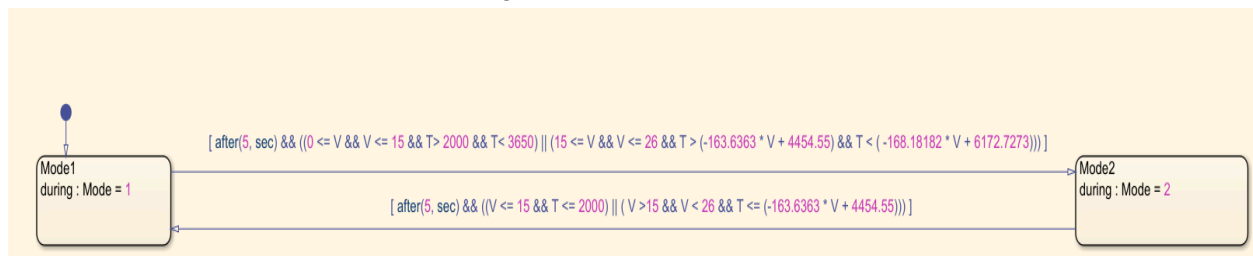 [ after(5, sec) && ((0 <= V && V <= 15 && T> 2000 && T< 3650) || (15 <= V && V <= 26 && T > (-163.6363 * V + 4454.55) && T < ( -168.18182 * V + 6172.7273))) ]
Mode1
during : Mode = 1
Mode2
during : Mode = 2
[ after(5, sec) && ((V <= 15 && T <= 2000) || ( V >15 && V < 26 && T <= (-163.6363 * V + 4454.55))) ]